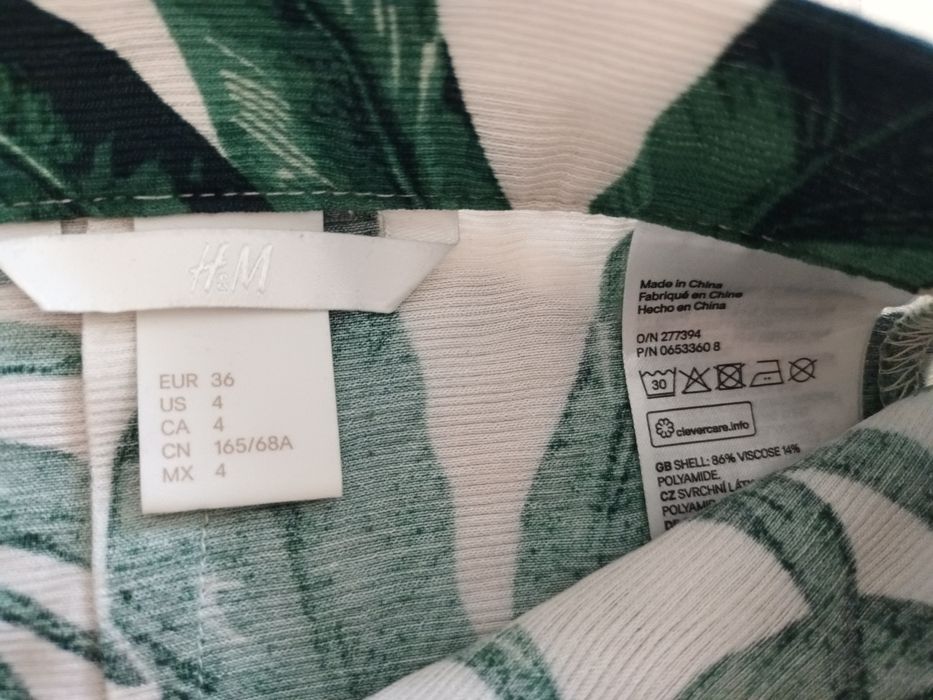 H&M
EUR 36
US 4
CA 4
CN 165/68A
MX 4
Made in China
Fabriqué en Chine
Hecho en China
O/N 277394
P/N 0653360 8
30
clevercare.info
GB SHELL: 86% VISCOSE 14%
POLYAMIDE.
CZ SVRCHNÍ
POLYAMID